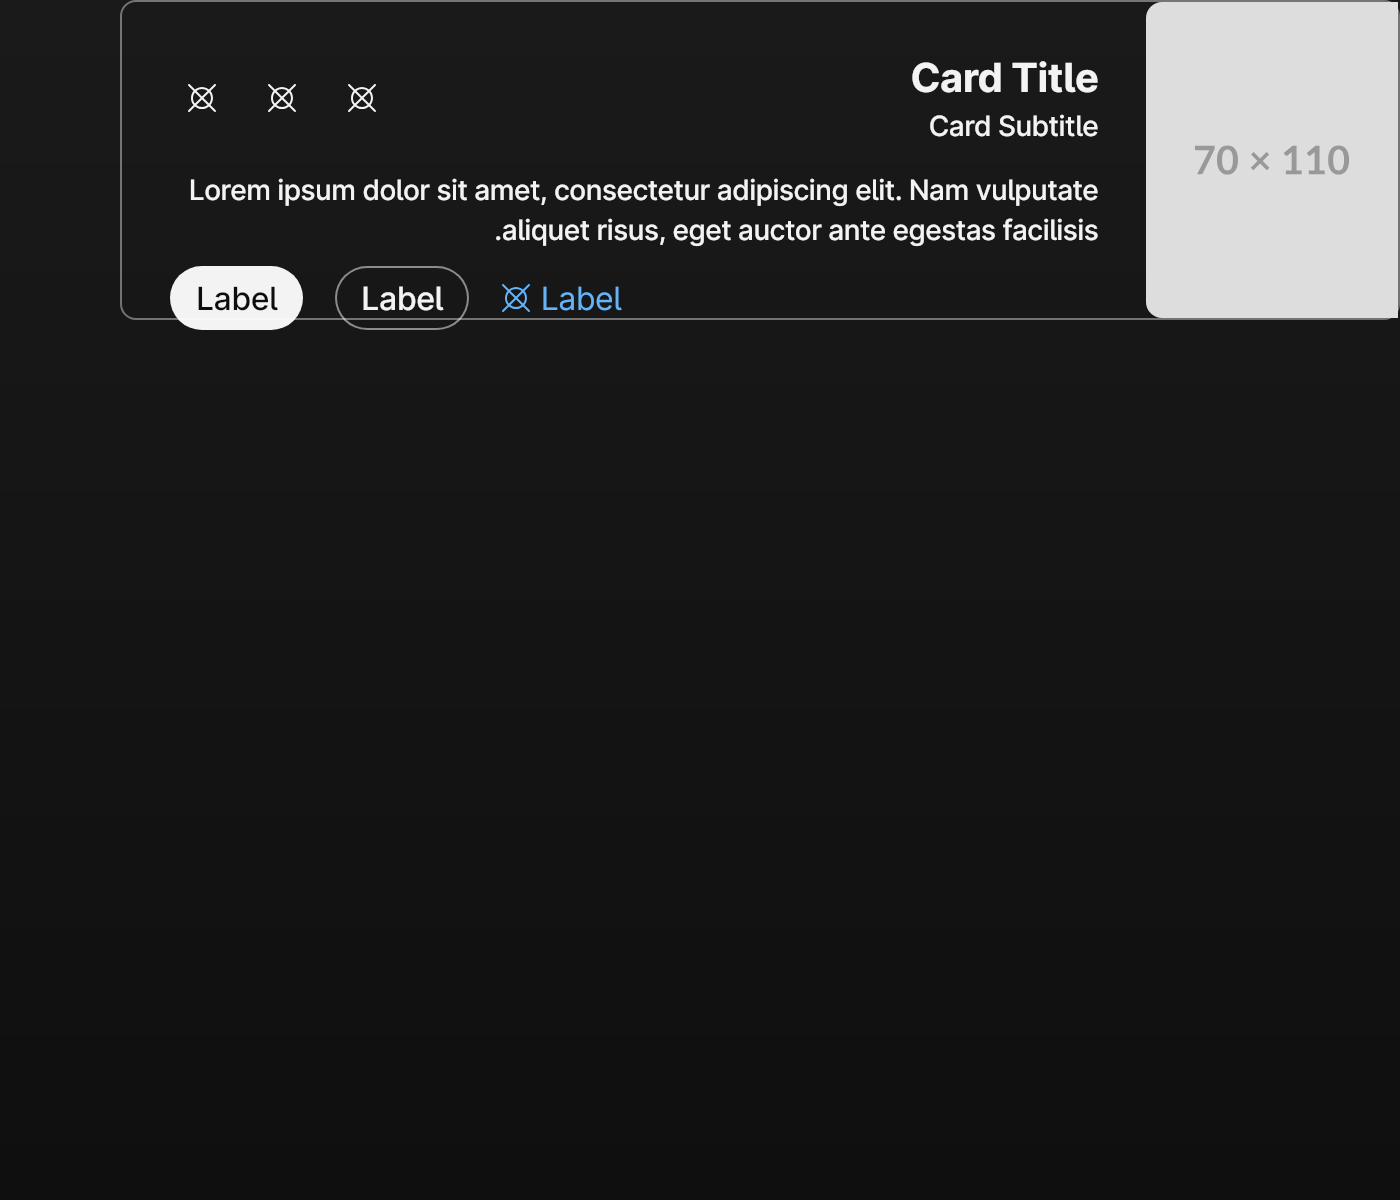 Card Title
Card Subtitle
70 × 110
Lorem ipsum dolor sit amet, consectetur adipiscing elit. Nam vulputate
.aliquet risus, eget auctor ante egestas facilisis
Label
Label
Label